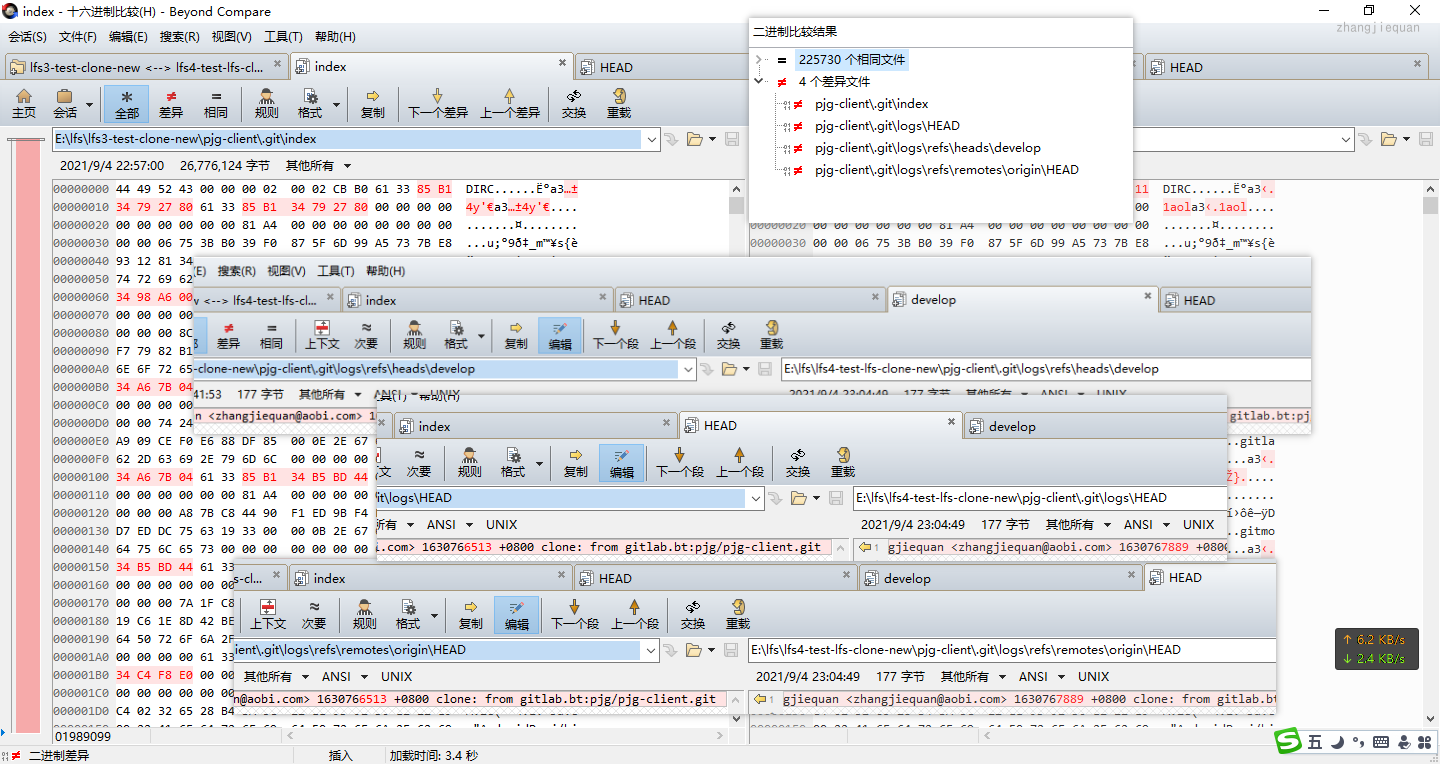 index - 十六进制比较(H) - Beyond Compare
zhangjiequan
会话(S) 文件(F) 编辑(E) 搜索(R) 视图(V) 工具(T) 帮助(H)
lfs3-test-clone-new <--> lfs4-test-lfs-cl...
index
HEAD
HEAD
主页 会话 全部 差异 相同 规则 格式 复制 下一个差异 上一个差异 交换 重载
二进制比较结果
225730 个相同文件
4 个差异文件
pjg-client\.git\index
pjg-client\.git\logs\HEAD
pjg-client\.git\logs\refs\heads\develop
pjg-client\.git\logs\refs\remotes\origin\HEAD
E:\lfs\lfs3-test-clone-new\pjg-client\.git\index
2021/9/4 22:57:00 26,776,124 字节 其他所有
00000000 44 49 52 43 00 00 00 02 00 02 CB B0 61 33 85 B1 DIRC......Ë°a3…±
00000010 34 79 27 80 61 33 85 B1 34 79 27 80 00 00 00 00 4y'€a3…±4y'€....
00000020 00 00 00 00 00 00 81 A4 00 00 00 00 00 00 00 00 .......¤........
00000030 00 00 06 75 3B B0 39 F0 87 5F 6D 99 A5 73 7B E8 ...u;°9ð‡_m™¥s{è
11 DIRC......Ë°a3‹.
00 1aola3‹.1aol....
00000020 00 00 00 00 00 00 81 A4 00 00 00 00 00 00 00 00 .......¤........
00000030 00 00 06 75 3B B0 39 F0 87 5F 6D 99 A5 73 7B E8 ...u;°9ð‡_m™¥s{è
00000040 93 12 81 34
00000050 74 72 69 62
00000060 34 98 A6 00
00000070 00 00 00 00
00000080 00 00 00 8C
00000090 F7 79 82 B1
000000A0 6E 6F 72 65
000000B0 34 A6 7B 04
000000C0 00 00 00 00
000000D0 00 00 74 24
(E) 搜索(R) 视图(V) 工具(T) 帮助(H)
w <--> lfs4-test-lfs-cl...
index
HEAD
develop
HEAD
差异 相同 上下文 次要 规则 格式 复制 编辑 下一个段 上一个段 交换 重载
-clone-new\pjg-client\.git\logs\refs\heads\develop
E:\lfs\lfs4-test-lfs-clone-new\pjg-client\.git\logs\refs\heads\develop
41:53 177 字节 其他所有 ANSI UNIX
2021/9/4 23:04:49 177 字节 其他所有 ANSI UNIX
n <zhangjiequan@aobi.com> 1
gitlab.bt:pj
000000E0 A9 09 CE F0 E6 88 DF 85 00 0E 2E 67
000000F0 62 2D 63 69 2E 79 6D 6C 00 00 00 00
00000100 34 A6 7B 04 61 33 85 B1 34 B5 BD 44
00000110 00 00 00 00 00 00 81 A4 00 00 00 00
00000120 00 00 00 A8 7B C8 44 90 F1 ED 9B F4
00000130 D7 ED DC 75 63 19 33 00 00 0B 2E 67
00000140 64 75 6C 65 73 00 00 00 00 00 00 00
工具(T) 帮助(H)
index
HEAD
develop
次要 规则 格式 复制 编辑 下一个段 上一个段 交换 重载
git\logs\HEAD
E:\lfs\lfs4-test-lfs-clone-new\pjg-client\.git\logs\HEAD
所有 ANSI UNIX
2021/9/4 23:04:49 177 字节 其他所有 ANSI UNIX
i.com> 1630766513 +0800 clone: from gitlab.bt:pjg/pjg-client.git
gjiequan <zhangjiequan@aobi.com> 1630767889 +0800
00000150 34 B5 BD 44 61 33
00000160 00 00 00 00 00 00
00000170 00 00 00 7A 1F C8
00000180 19 C6 1E 8D 42 BE
00000190 64 50 72 6F 6A 2F
000001A0 00 00 00 00 61 33
000001B0 34 C4 F8 E0 00 00
000001C0 00 00 00 00 00 00
000001D0 C4 02 32 65 28 B4
s-cl...
index
HEAD
develop
HEAD
上下文 次要 规则 格式 复制 编辑 下一个段 上一个段 交换 重载
ient\.git\logs\refs\remotes\origin\HEAD
E:\lfs\lfs4-test-lfs-clone-new\pjg-client\.git\logs\refs\remotes\origin\HEAD
其他所有 ANSI UNIX
2021/9/4 23:04:49 177 字节 其他所有 ANSI UNIX
n@aobi.com> 1630766513 +0800 clone: from gitlab.bt:pjg/pjg-client.git
gjiequan <zhangjiequan@aobi.com> 1630767889 +0800 clone: from gitlab.bt
↑ 6.2 KB/s
↓ 2.4 KB/s
01989099
五
二进制差异 插入 加载时间: 3.4 秒